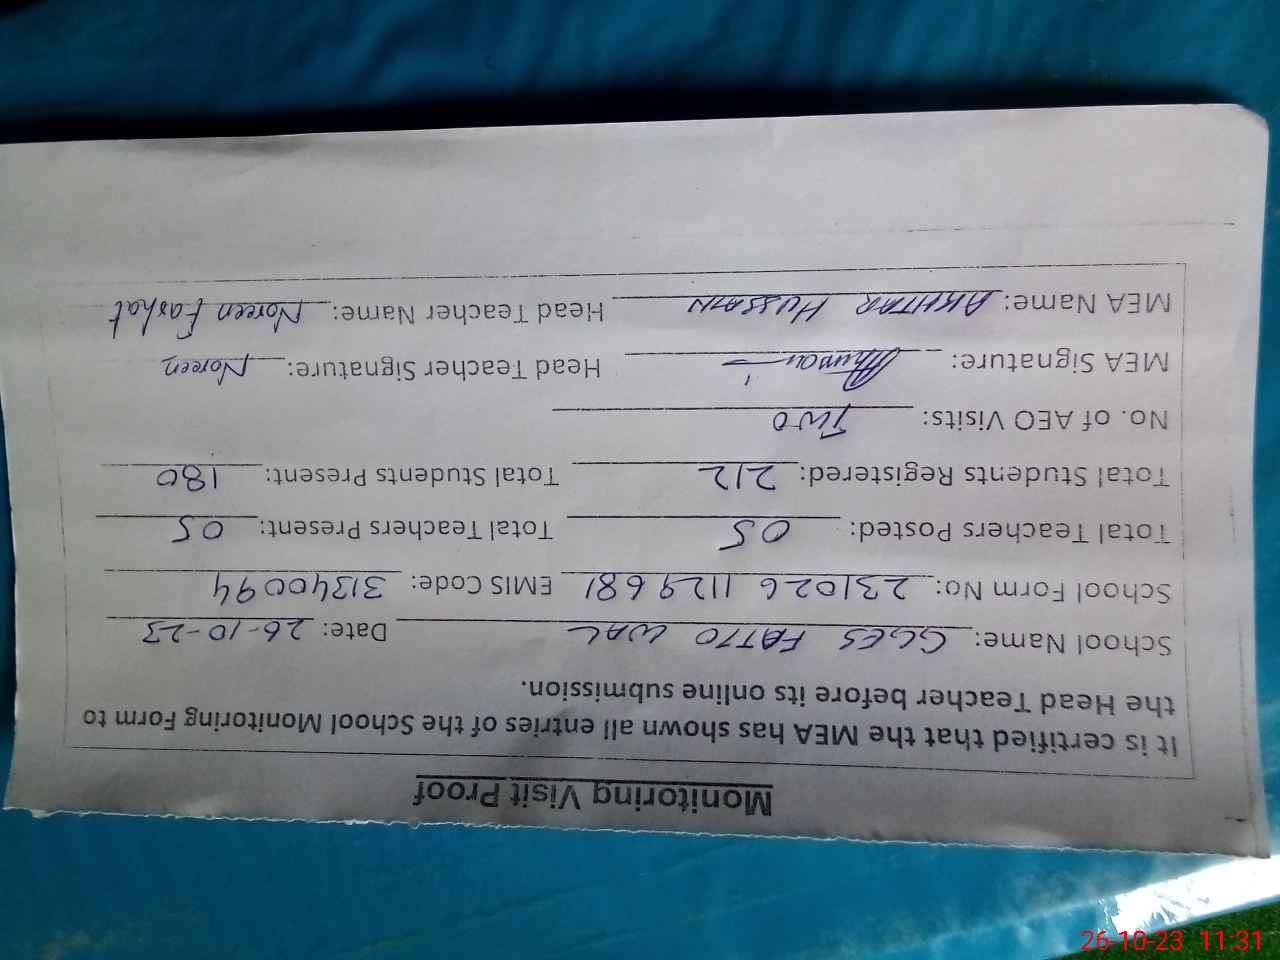 Monitoring Visit Proof
It is certified that the MEA has shown all entries of the School Monitoring Form to
the Head Teacher before its online submission.
School Name: GGES FATTO WAL Date: 26-10-23
School Form No: 231026 1129681 EMIS Code: 31340094
Total Teachers Posted: 05 Total Teachers Present: 05
Total Students Registered: 212 Total Students Present: 180
No. of AEO Visits: Two
MEA Signature: Head Teacher Signature: Noreen
MEA Name: AKHTAR HUSSAIN Head Teacher Name: Noreen Farhat
26-10-23 11:31